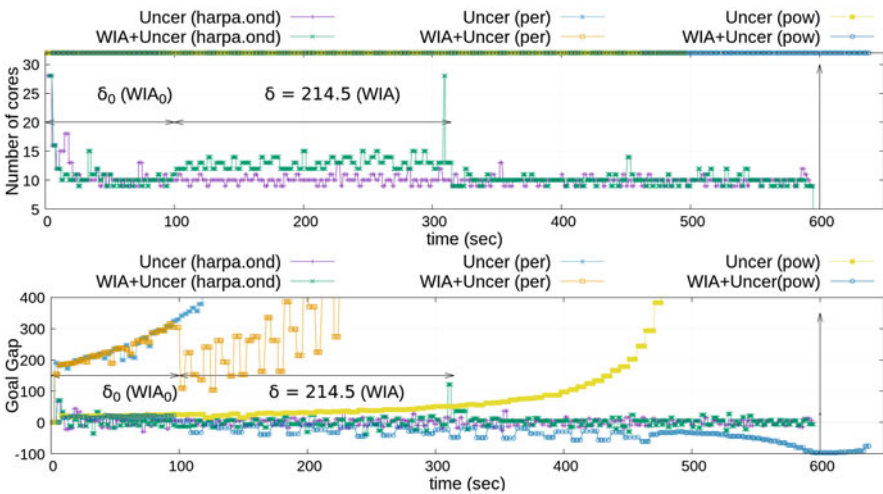 Uncer (harpa.ond) Uncer (per) Uncer (pow)
WIA+Uncer (harpa.ond) WIA+Uncer (per) WIA+Uncer (pow)
Number of cores
30
25
20
15
10
5
δ0 (WIA0) δ = 214.5 (WIA)
0 100 200 300 400 500 600
time (sec)
Uncer (harpa.ond) Uncer (per) Uncer(pow)
WIA+Uncer (harpa.ond) WIA+Uncer (per) WIA+Uncer(pow)
Goal Gap
400
300
200
100
0
-100
δ0 (WIA0) δ = 214.5 (WIA)
0 100 200 300 400 500 600
time (sec)